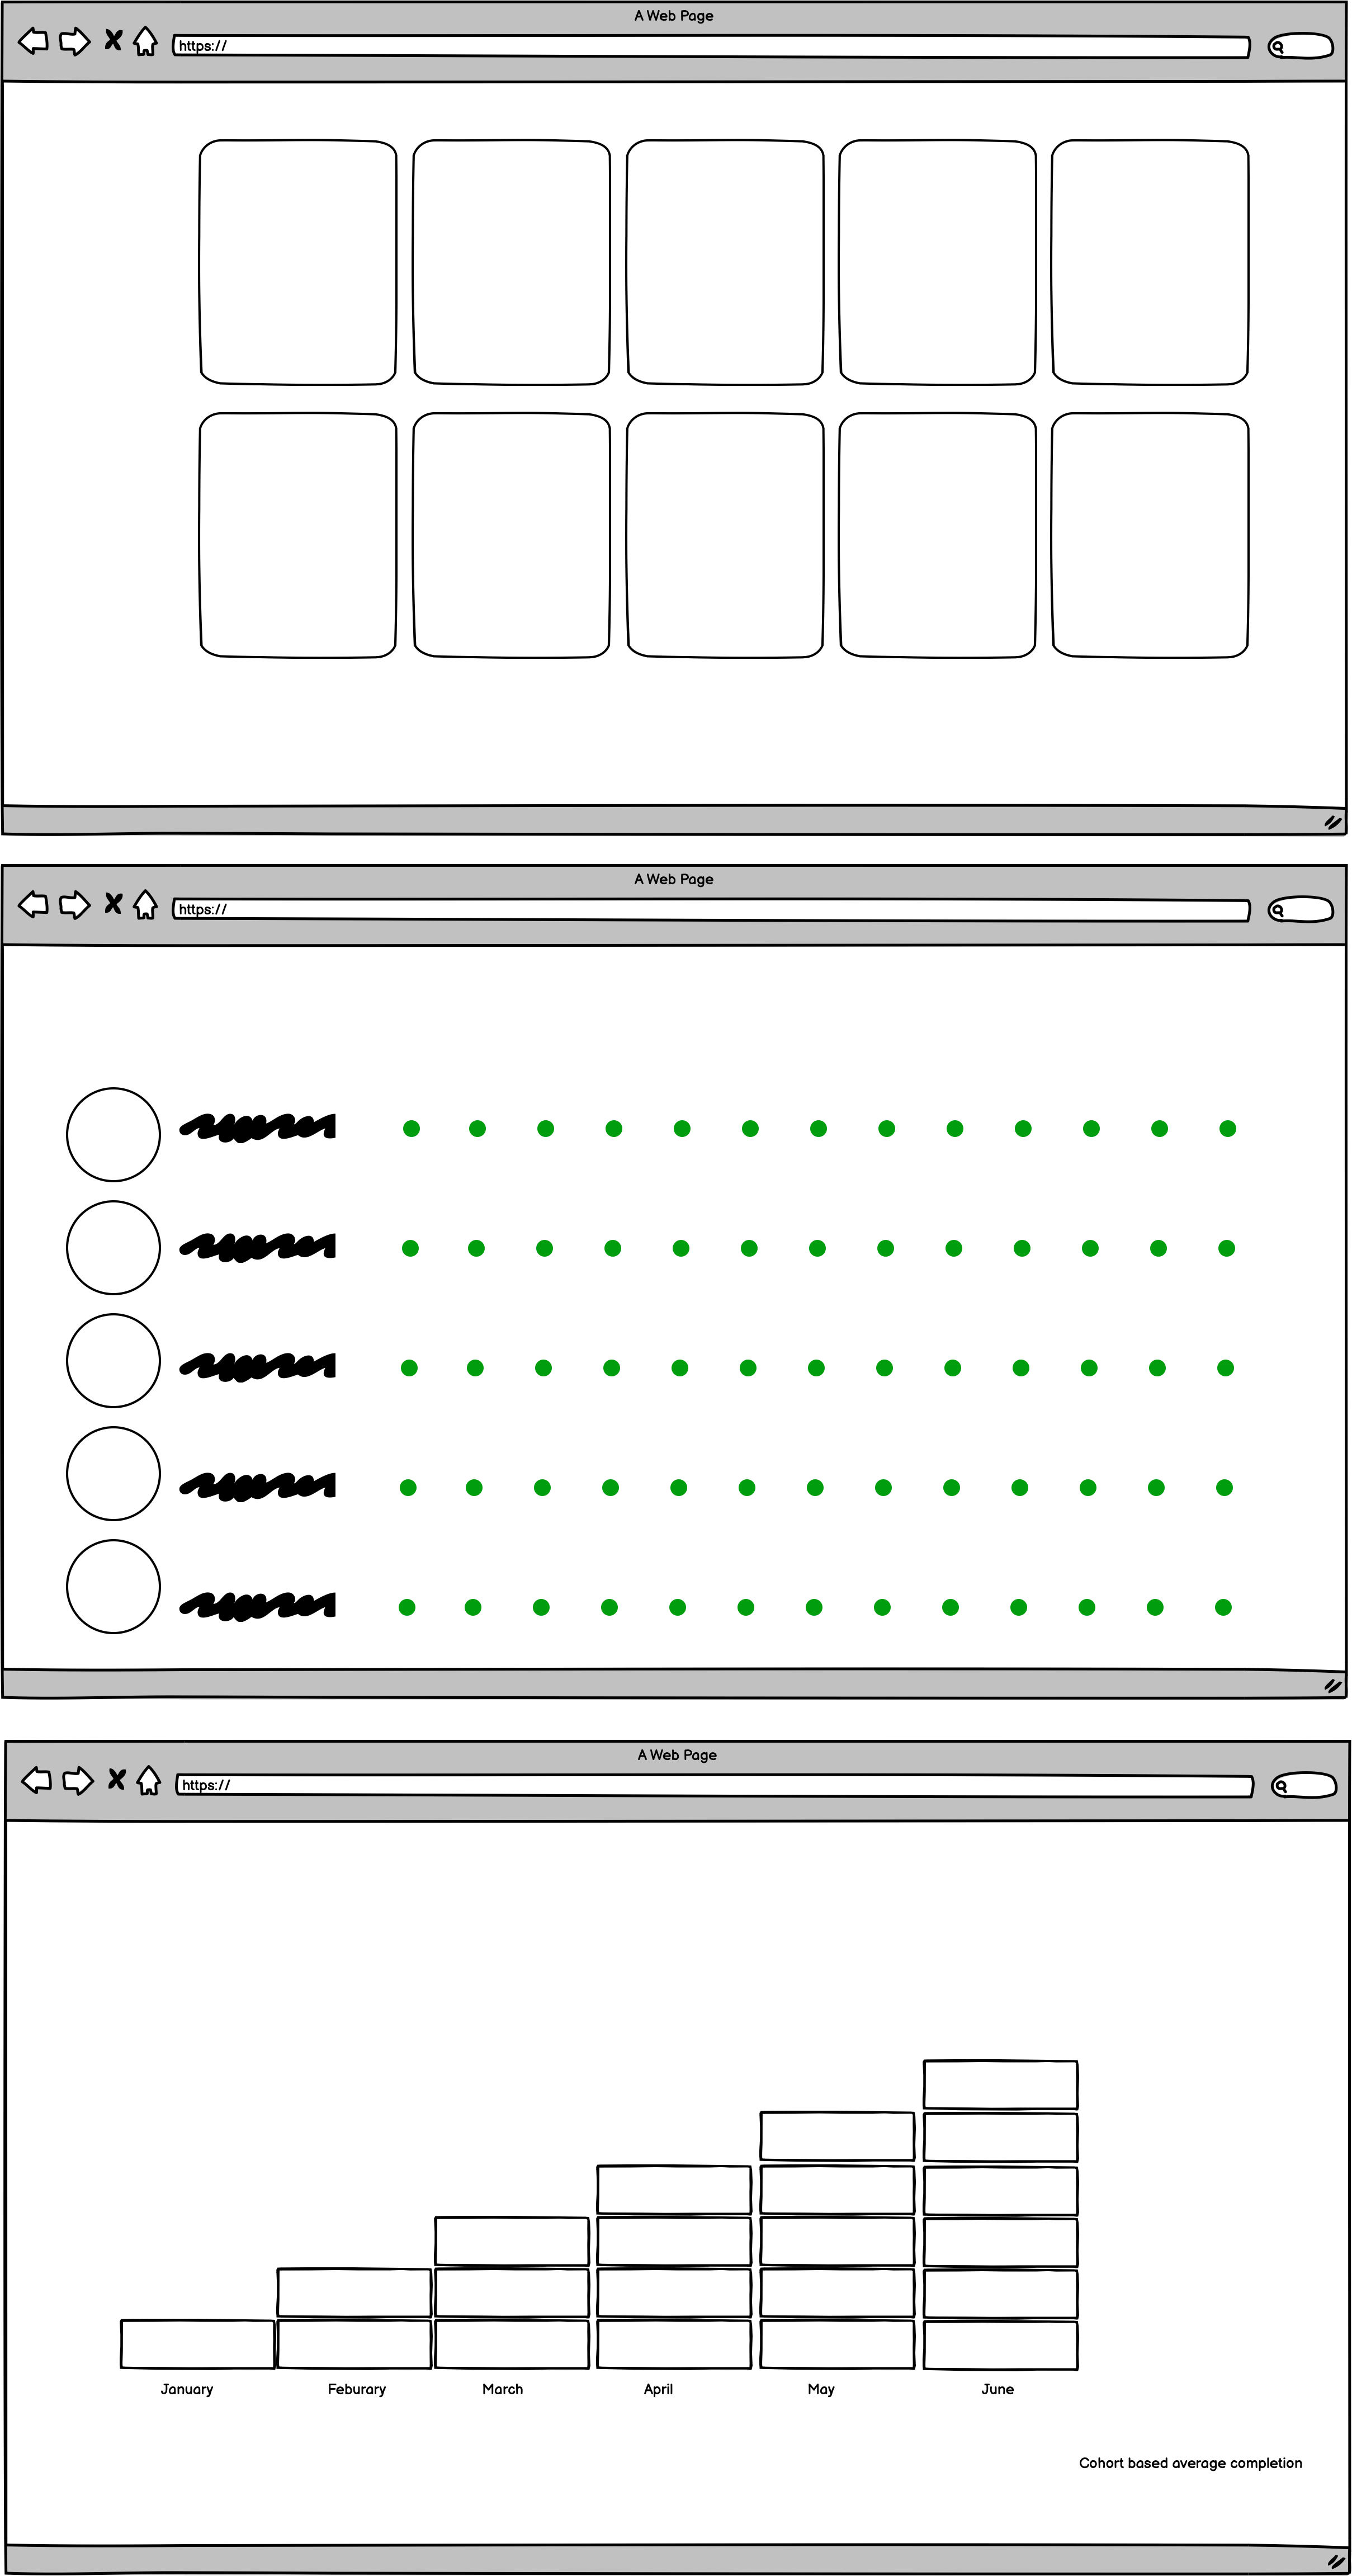 A Web Page
https://
A Web Page
https://
A Web Page
https://
January Feburary March April May June
Cohort based average completion